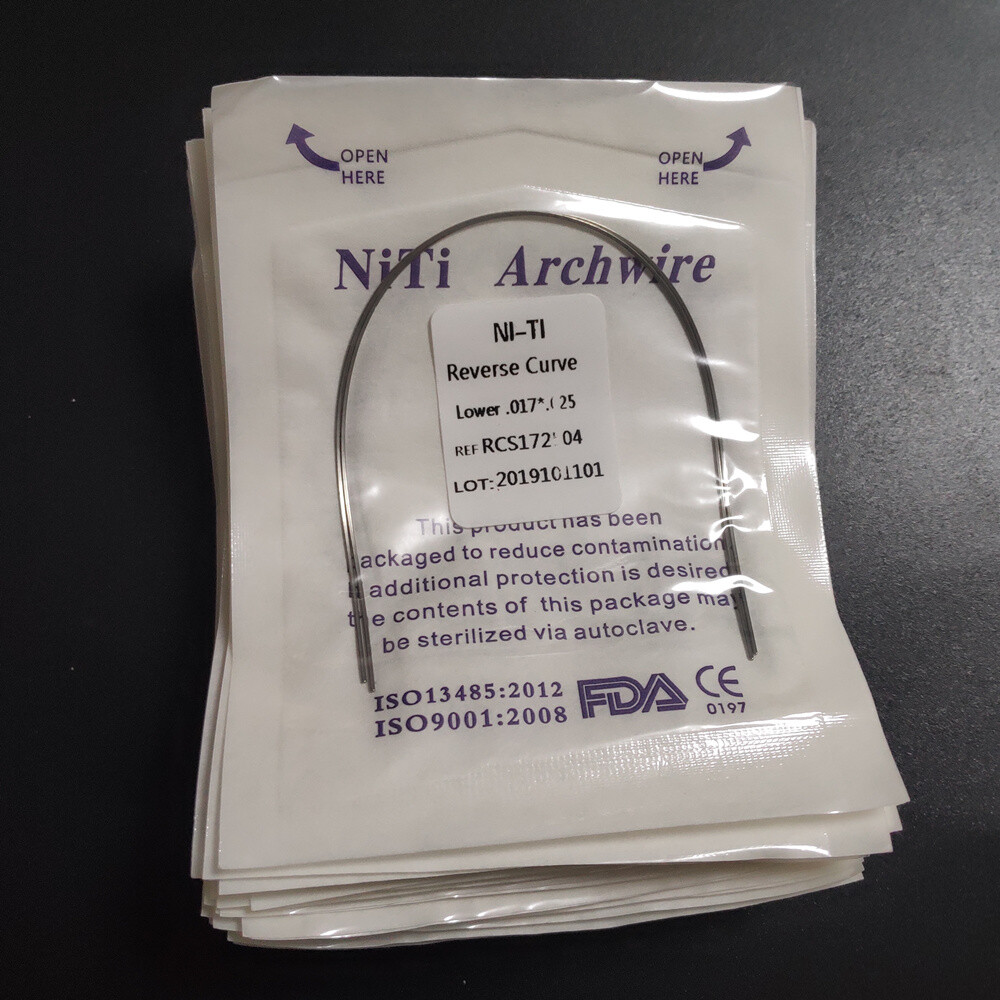 OPEN
HERE
OPEN
HERE
NiTi Archwire
NI-TI
Reverse Curve
Lower .017*. 25
REF RCS172 04
LOT:
This product has been
packaged to reduce contamination
additional protection is desired
the contents of this package may
be sterilized via autoclave.
ISO13485:2012
ISO9001:2008
FDA
CE
0197